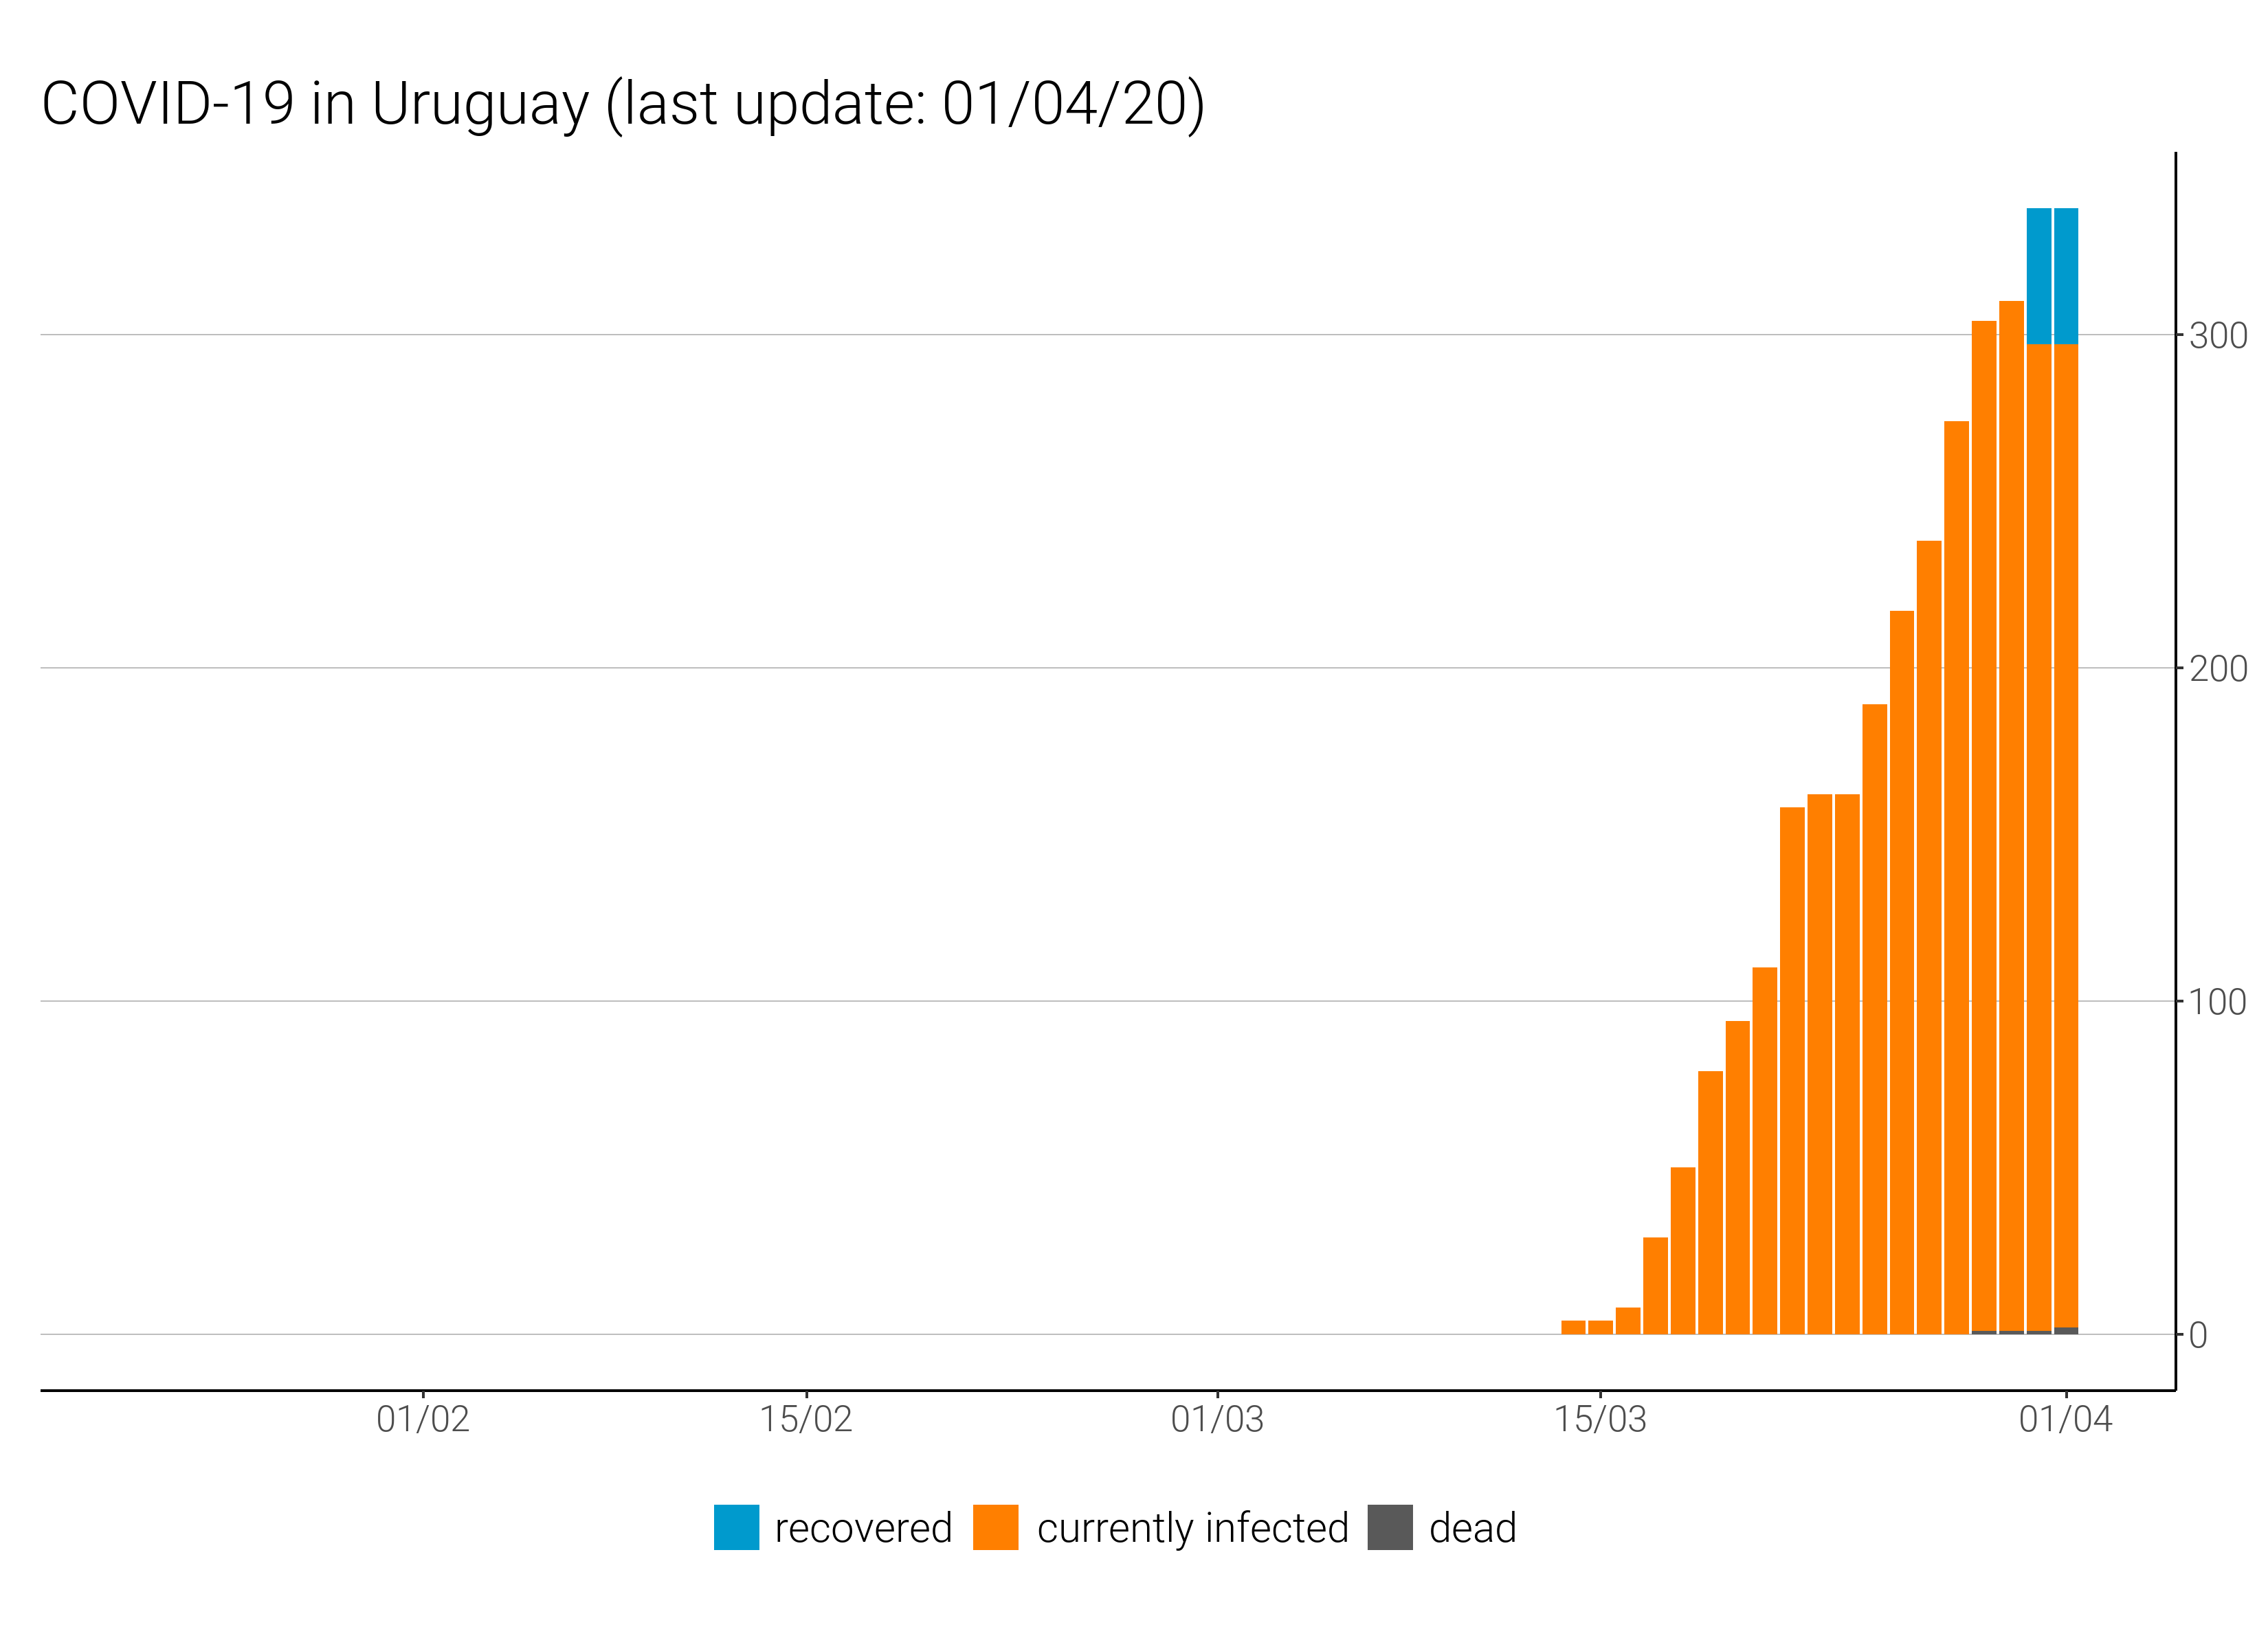 COVID-19 in Uruguay (last update: 01/04/20)
300
200
100
0
01/02 15/02 01/03 15/03 01/04
recovered currently infected dead